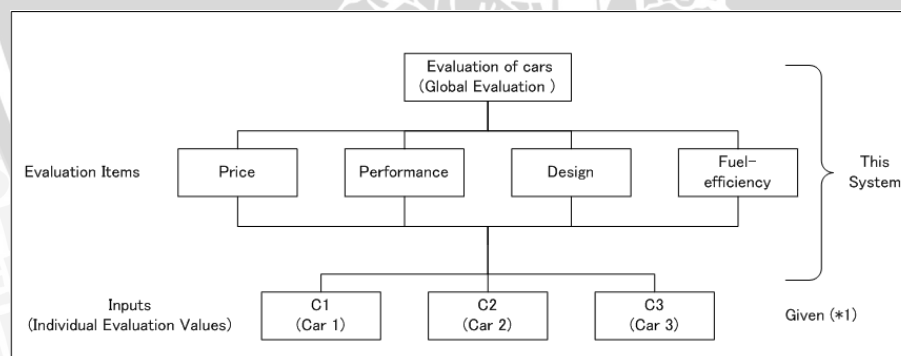 Evaluation of cars
(Global Evaluation )
Evaluation Items
Price
Performance
Design
Fuel-
efficiency
This
System
Inputs
(Individual Evaluation Values)
C1
(Car 1)
C2
(Car 2)
C3
(Car 3)
Given (*1)